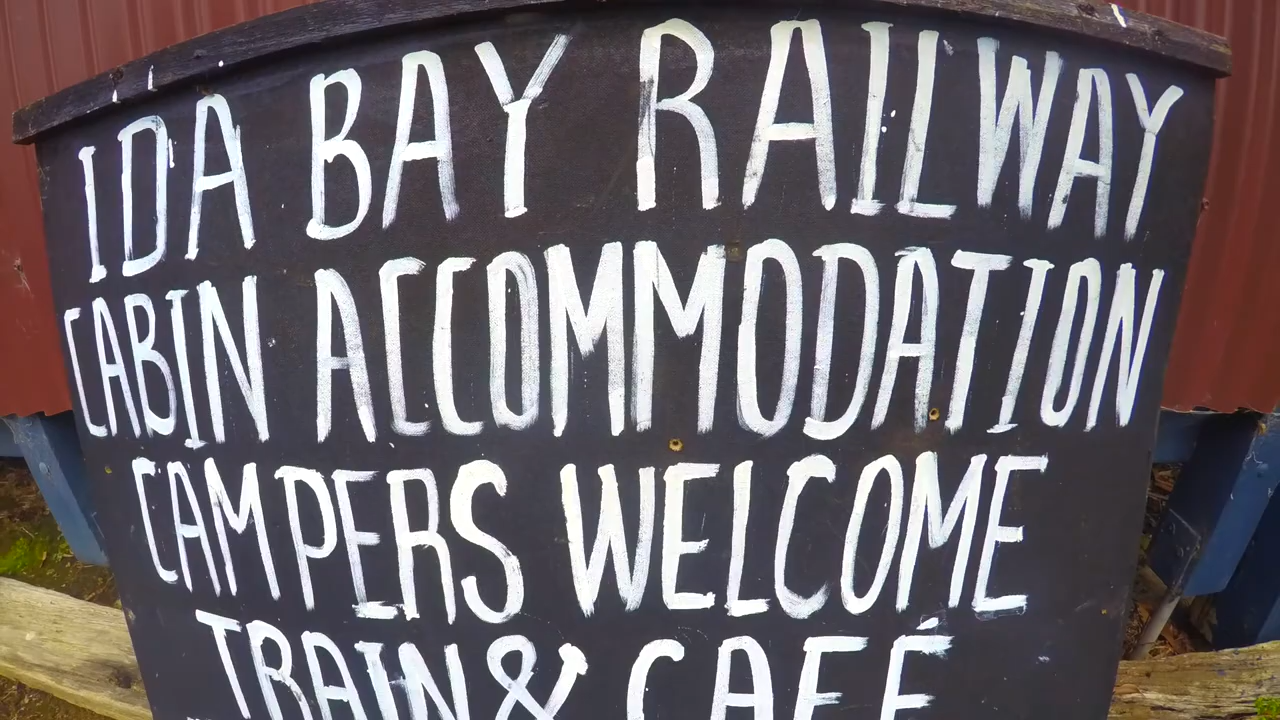 IDA BAY RAILWAY
CABIN ACCOMMODATION
CAMPERS WELCOME
TRAIN & CAFÉ